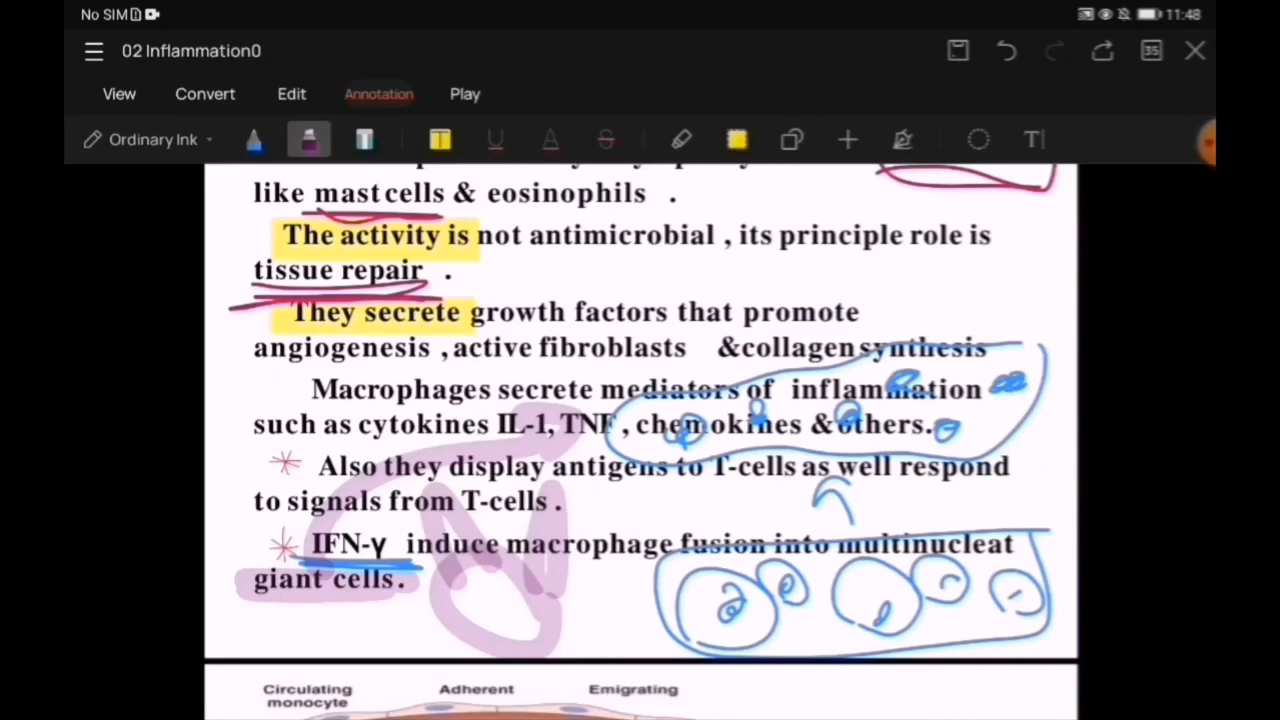 No SIM
11:48
02 Inflammation0
35
View Convert Edit Annotation Play
Ordinary Ink
like mast cells & eosinophils .
The activity is not antimicrobial , its principle role is
tissue repair .
They secrete growth factors that promote
angiogenesis , active fibroblasts &collagen synthesis
Macrophages secrete mediators of inflammation
such as cytokines IL-1, TNF , chemokines &others.
Also they display antigens to T-cells as well respond
to signals from T-cells .
IFN-γ induce macrophage fusion into multinucleat
giant cells.
Circulating Adherent Emigrating
monocyte